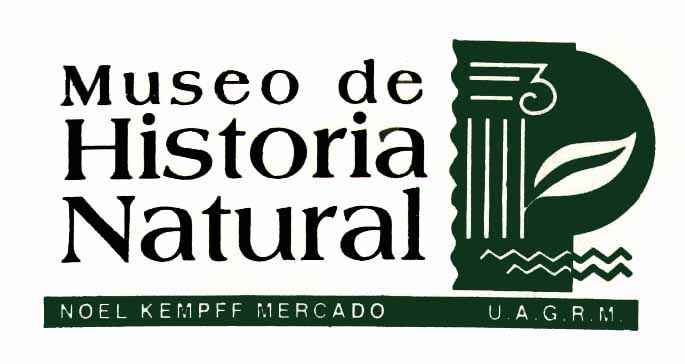 Museo de
Historia
Natural
NOEL KEMPFF MERCADO U.A.G.R.M.